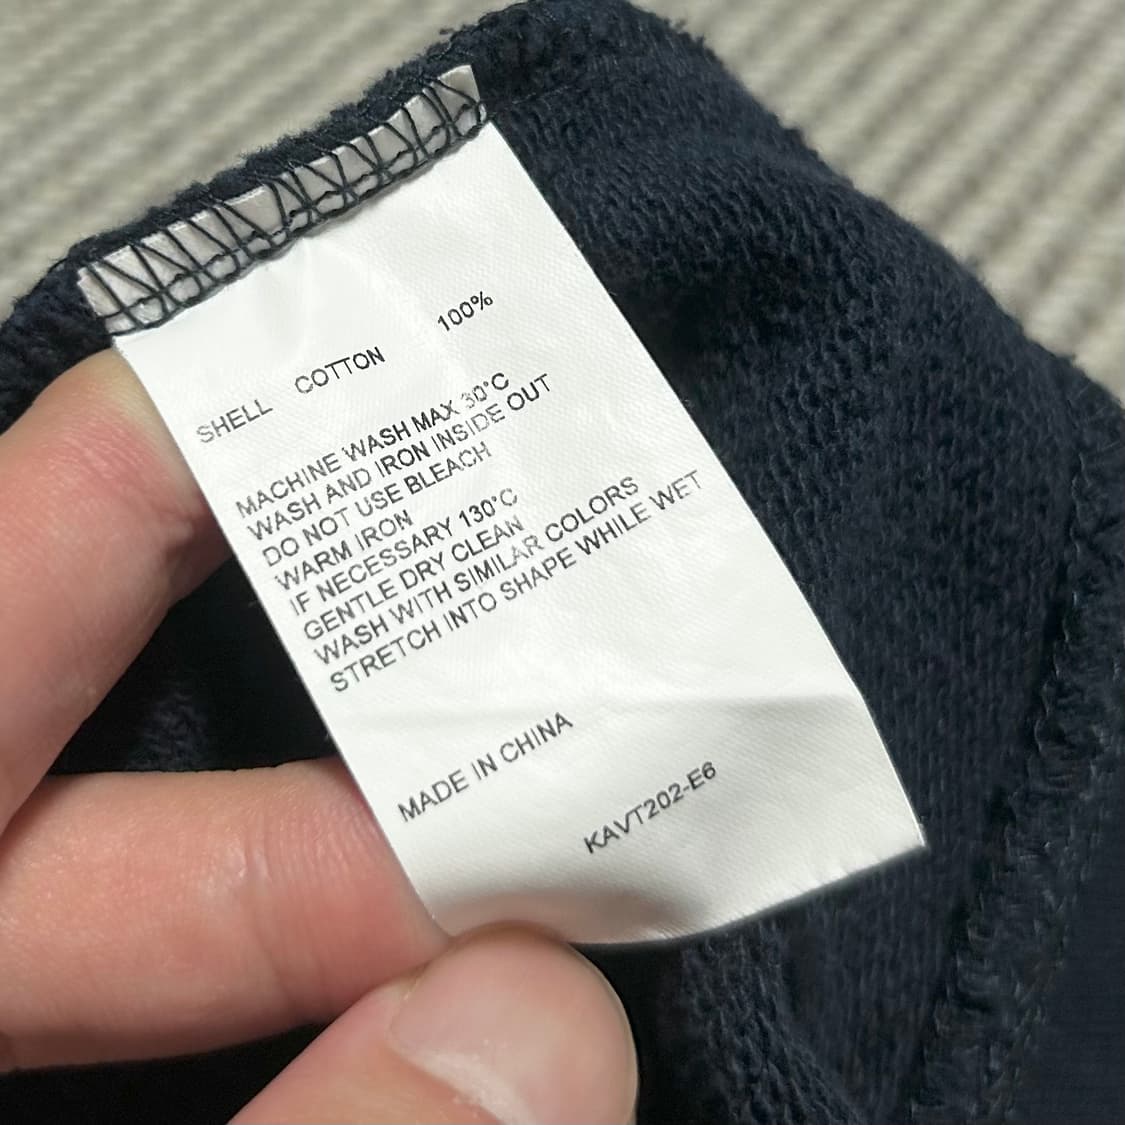 SHELL COTTON 100%
MACHINE WASH MAX 30°C
WASH AND IRON INSIDE OUT
DO NOT USE BLEACH
WARM IRON
IF NECESSARY 130°C
GENTLE DRY CLEAN
WASH WITH SIMILAR COLORS
STRETCH INTO SHAPE WHILE WET
MADE IN CHINA
KAVT202-E6